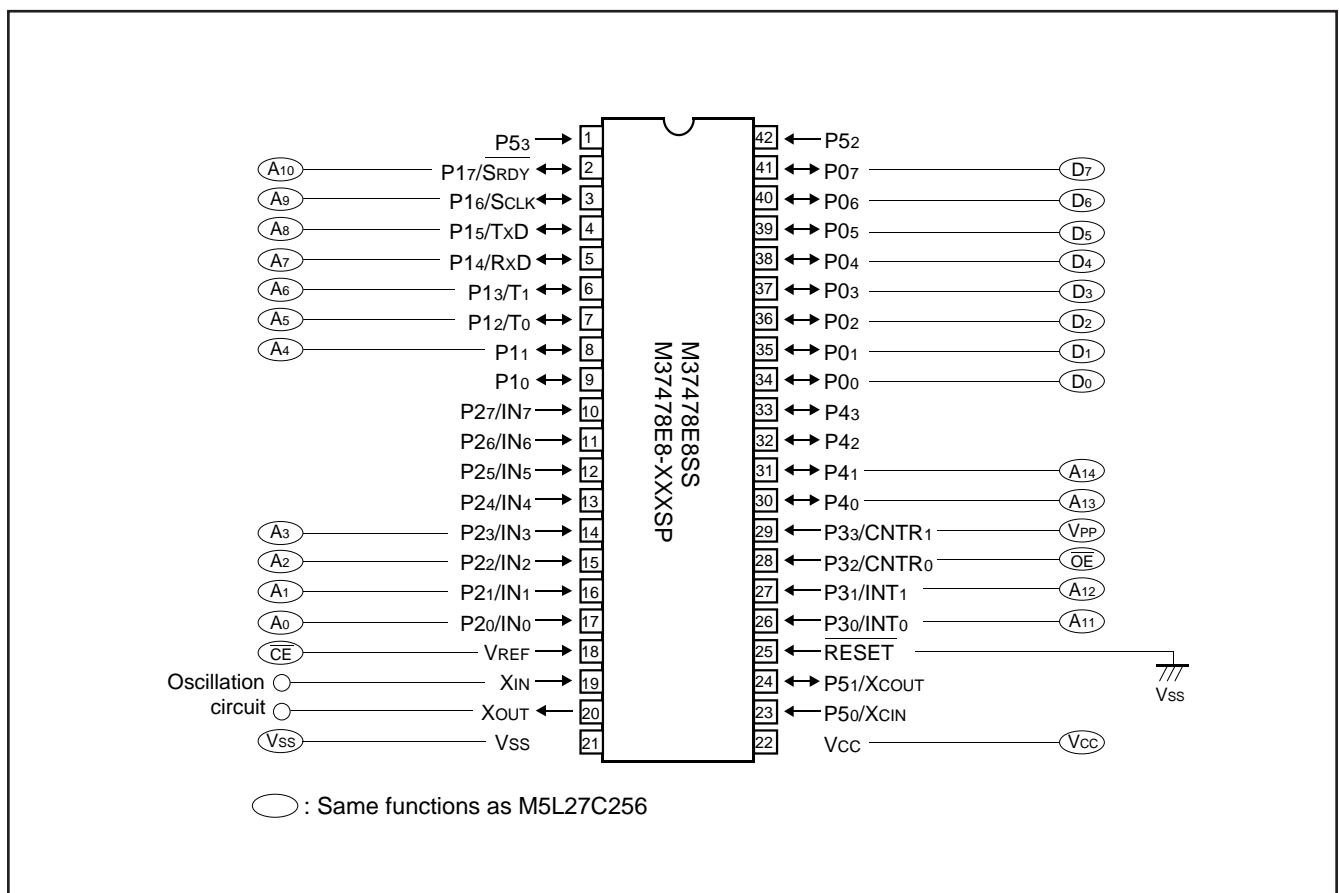 P53 1 42 P52
A10 P17/SRDY 2 41 P07 D7
A9 P16/SCLK 3 40 P06 D6
A8 P15/TXD 4 39 P05 D5
A7 P14/RXD 5 38 P04 D4
A6 P13/T1 6 37 P03 D3
A5 P12/T0 7 36 P02 D2
A4 P11 8 35 P01 D1
P10 9 34 P00 D0
P27/IN7 10 33 P43
P26/IN6 11 32 P42
P25/IN5 12 31 P41 A14
P24/IN4 13 30 P40 A13
A3 P23/IN3 14 29 P33/CNTR1 VPP
A2 P22/IN2 15 28 P32/CNTR0 OE
A1 P21/IN1 16 27 P31/INT1 A12
A0 P20/IN0 17 26 P30/INT0 A11
CE VREF 18 25 RESET
Vss
Oscillation circuit
XIN 19 24 P51/XCOUT
XOUT 20 23 P50/XCIN
Vss Vss 21 22 VCC VCC
M37478E8SS
M37478E8-XXXSP
: Same functions as M5L27C256